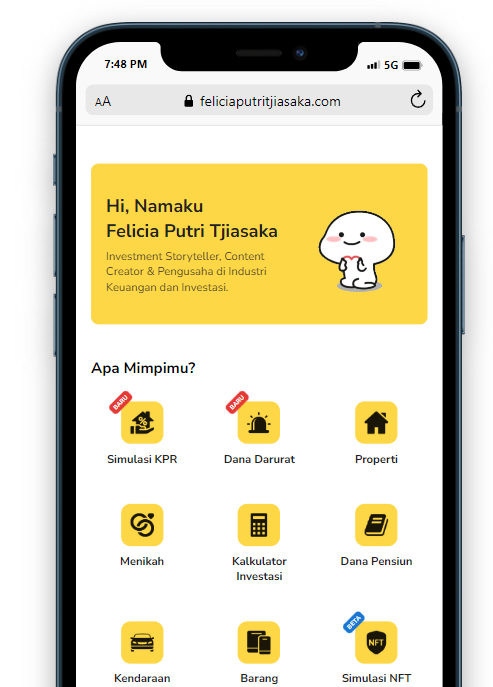 7:48 PM
5G
AA
feliciaputritjiasaka.com
Hi, Namaku
Felicia Putri Tjiasaka
Investment Storyteller, Content
Creator & Pengusaha di Industri
Keuangan dan Investasi.
Apa Mimpimu?
BARU
BARU
Simulasi KPR
Dana Darurat
Properti
Menikah
Kalkulator
Investasi
Dana Pensiun
BETA
NFT
Kendaraan
Barang
Simulasi NFT